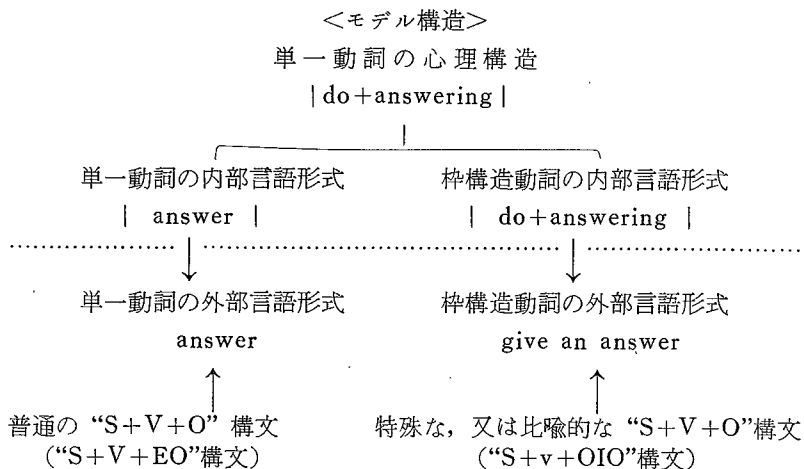 <モデル構造>
単一動詞の心理構造
|do+answering|
単一動詞の内部言語形式 枠構造動詞の内部言語形式
| answer | | do+answering |
単一動詞の外部言語形式 枠構造動詞の外部言語形式
answer give an answer
普通の “S+V+O” 構文 特殊な,又は比喩的な “S+V+O”構文
(“S+V+EO”構文) (“S+v+OIO”構文)